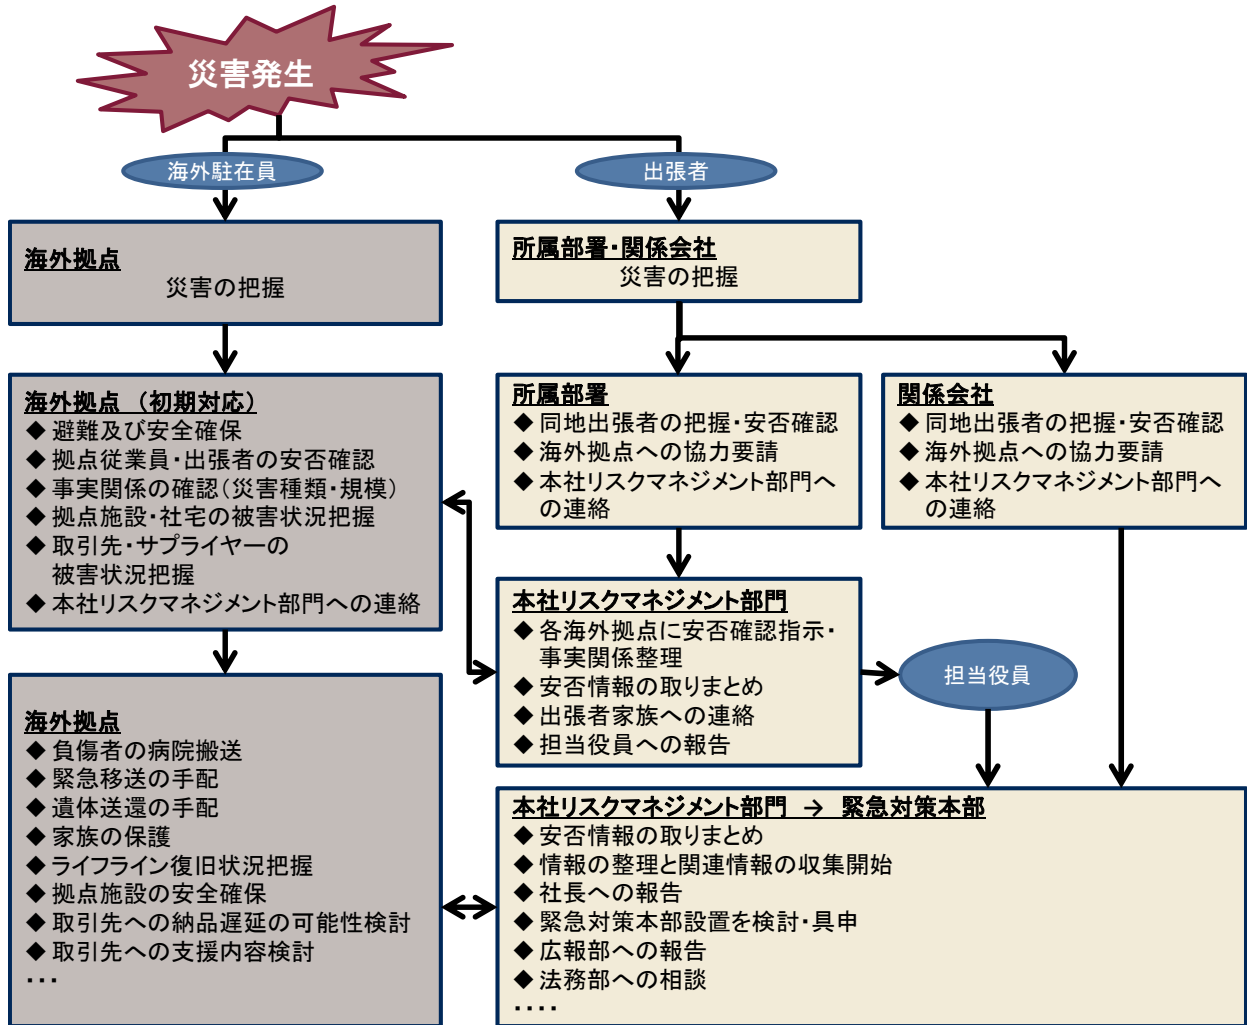 災害発生
海外駐在員
出張者
海外拠点
災害の把握
所属部署・関係会社
災害の把握
海外拠点 （初期対応）
◆ 避難及び安全確保
◆ 拠点従業員・出張者の安否確認
◆ 事実関係の確認（災害種類・規模）
◆ 拠点施設・社宅の被害状況把握
◆ 取引先・サプライヤーの
被害状況把握
◆ 本社リスクマネジメント部門への連絡
所属部署
◆ 同地出張者の把握・安否確認
◆ 海外拠点への協力要請
◆ 本社リスクマネジメント部門へ
の連絡
関係会社
◆ 同地出張者の把握・安否確認
◆ 海外拠点への協力要請
◆ 本社リスクマネジメント部門へ
の連絡
本社リスクマネジメント部門
◆ 各海外拠点に安否確認指示・
事実関係整理
◆ 安否情報の取りまとめ
◆ 出張者家族への連絡
◆ 担当役員への報告
担当役員
海外拠点
◆ 負傷者の病院搬送
◆ 緊急移送の手配
◆ 遺体送還の手配
◆ 家族の保護
◆ ライフライン復旧状況把握
◆ 拠点施設の安全確保
◆ 取引先への納品遅延の可能性検討
◆ 取引先への支援内容検討
・・・
本社リスクマネジメント部門 → 緊急対策本部
◆ 安否情報の取りまとめ
◆ 情報の整理と関連情報の収集開始
◆ 社長への報告
◆ 緊急対策本部設置を検討・具申
◆ 広報部への報告
◆ 法務部への相談
・・・・